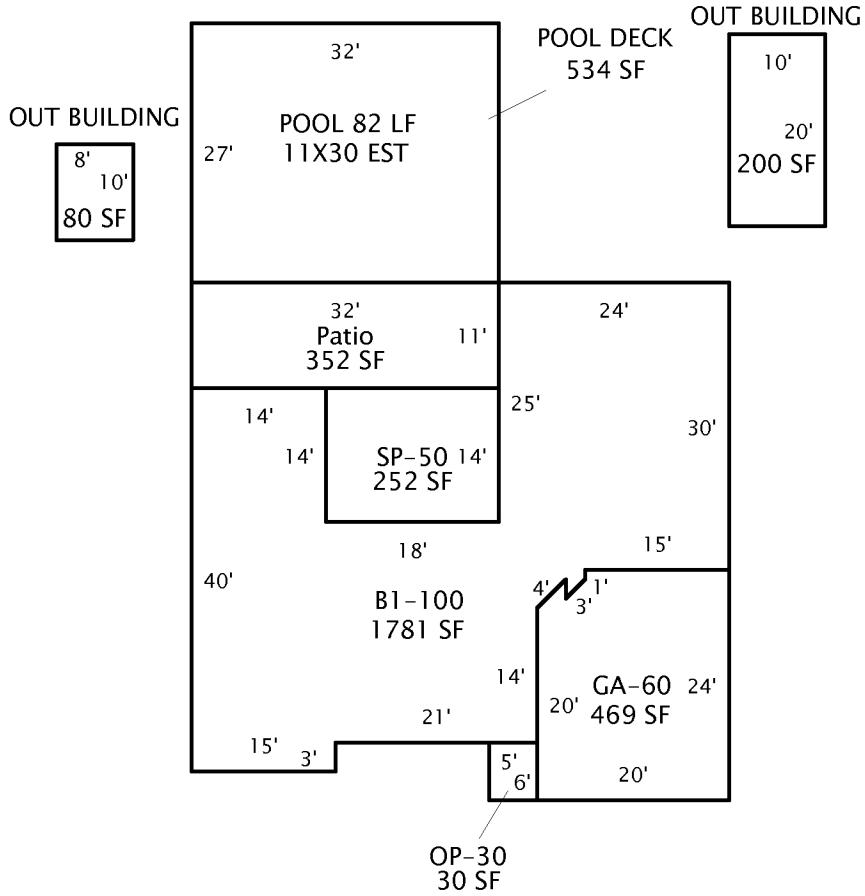 OUT BUILDING
10'
20'
200 SF
POOL DECK
534 SF
32'
27'
POOL 82 LF
11X30 EST
OUT BUILDING
8'
10'
80 SF
32'
Patio
352 SF
11'
24'
25'
30'
14'
14'
SP-50
252 SF
14'
18'
15'
40'
B1-100
1781 SF
4'
3'
1'
14'
20'
GA-60
469 SF
24'
21'
15'
3'
5'
6'
20'
OP-30
30 SF